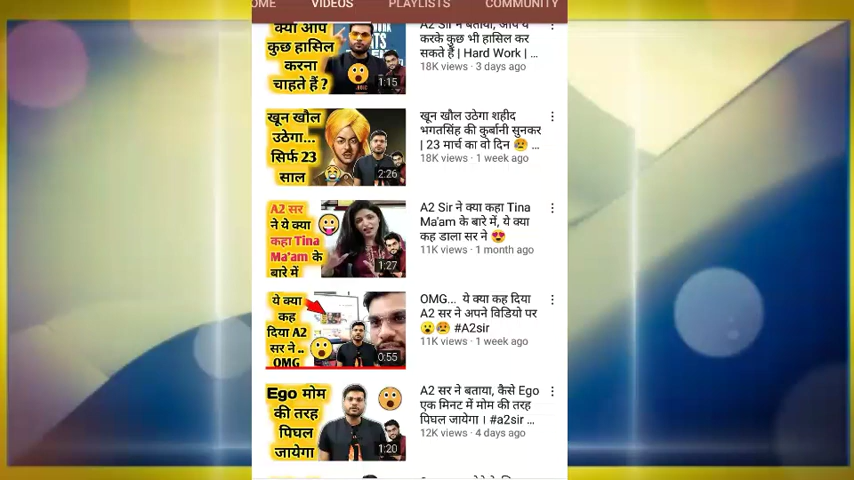 OME VIDEOS PLAYLISTS COMMUNITY
क्या आप
कुछ हासिल
करना
चाहते हैं ?
1:15
A2 Sir ने बताया, आप ये
करके कुछ भी हासिल कर
सकते हैं | Hard Work | ...
18K views · 3 days ago
खून खौल
उठेगा...
सिर्फ 23
साल
2:26
खून खौल उठेगा शहीद
भगतसिंह की कुर्बानी सुनकर
| 23 मार्च का वो दिन 😥 ...
18K views · 1 week ago
A2 सर
ने ये क्या
कहा Tina
Ma'am के
बारे में
1:27
A2 Sir ने क्या कहा Tina
Ma'am के बारे में, ये क्या
कह डाला सर ने 😍
11K views · 1 month ago
ये क्या
कह
दिया A2
सर ने..
OMG
0:55
OMG... ये क्या कह दिया
A2 सर ने अपने विडियो पर
😮😥 #A2sir
11K views · 1 week ago
Ego मोम
की तरह
पिघल
जायेगा
1:20
A2 सर ने बताया, कैसे Ego
एक मिनट में मोम की तरह
पिघल जायेगा । #a2sir ...
12K views · 4 days ago